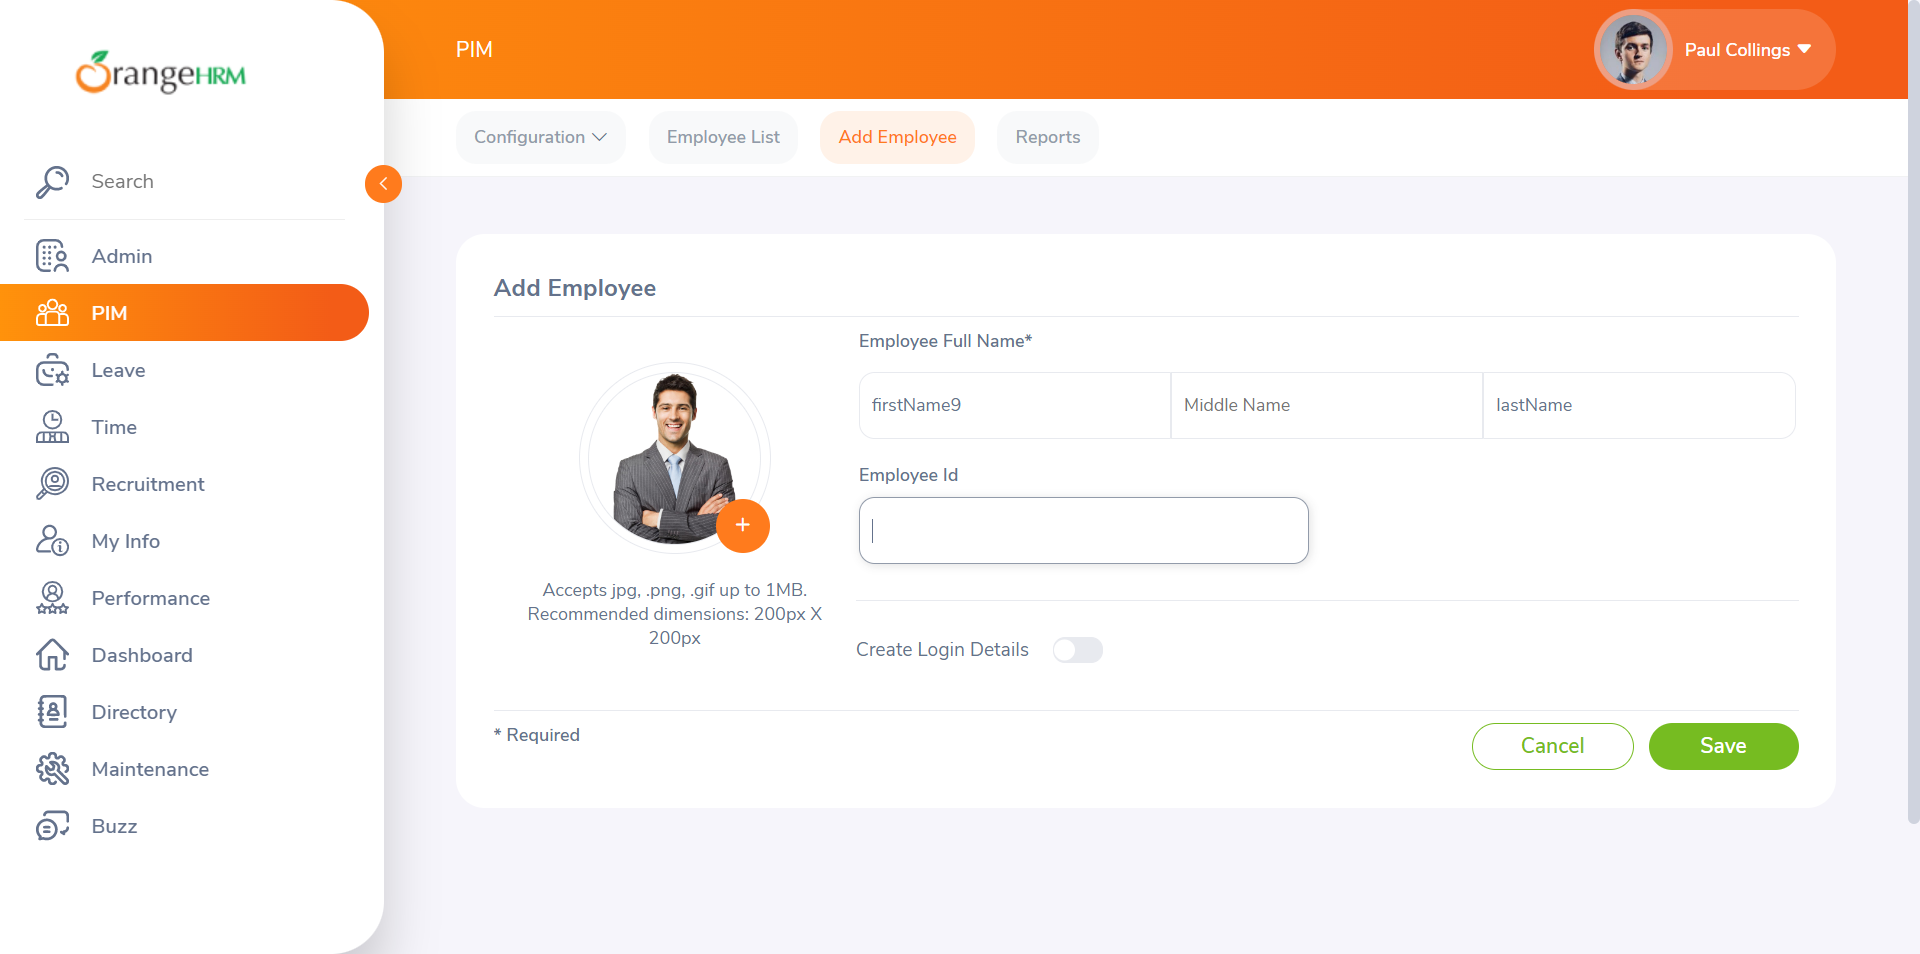 OrangeHRM
PIM
Paul Collings
Configuration
Employee List
Add Employee
Reports
Search
Admin
PIM
Leave
Time
Recruitment
My Info
Performance
Dashboard
Directory
Maintenance
Buzz
Add Employee
Employee Full Name*
firstName9
Middle Name
lastName
Employee Id
Accepts jpg, .png, .gif up to 1MB.
Recommended dimensions: 200px X
200px
Create Login Details
* Required
Cancel
Save